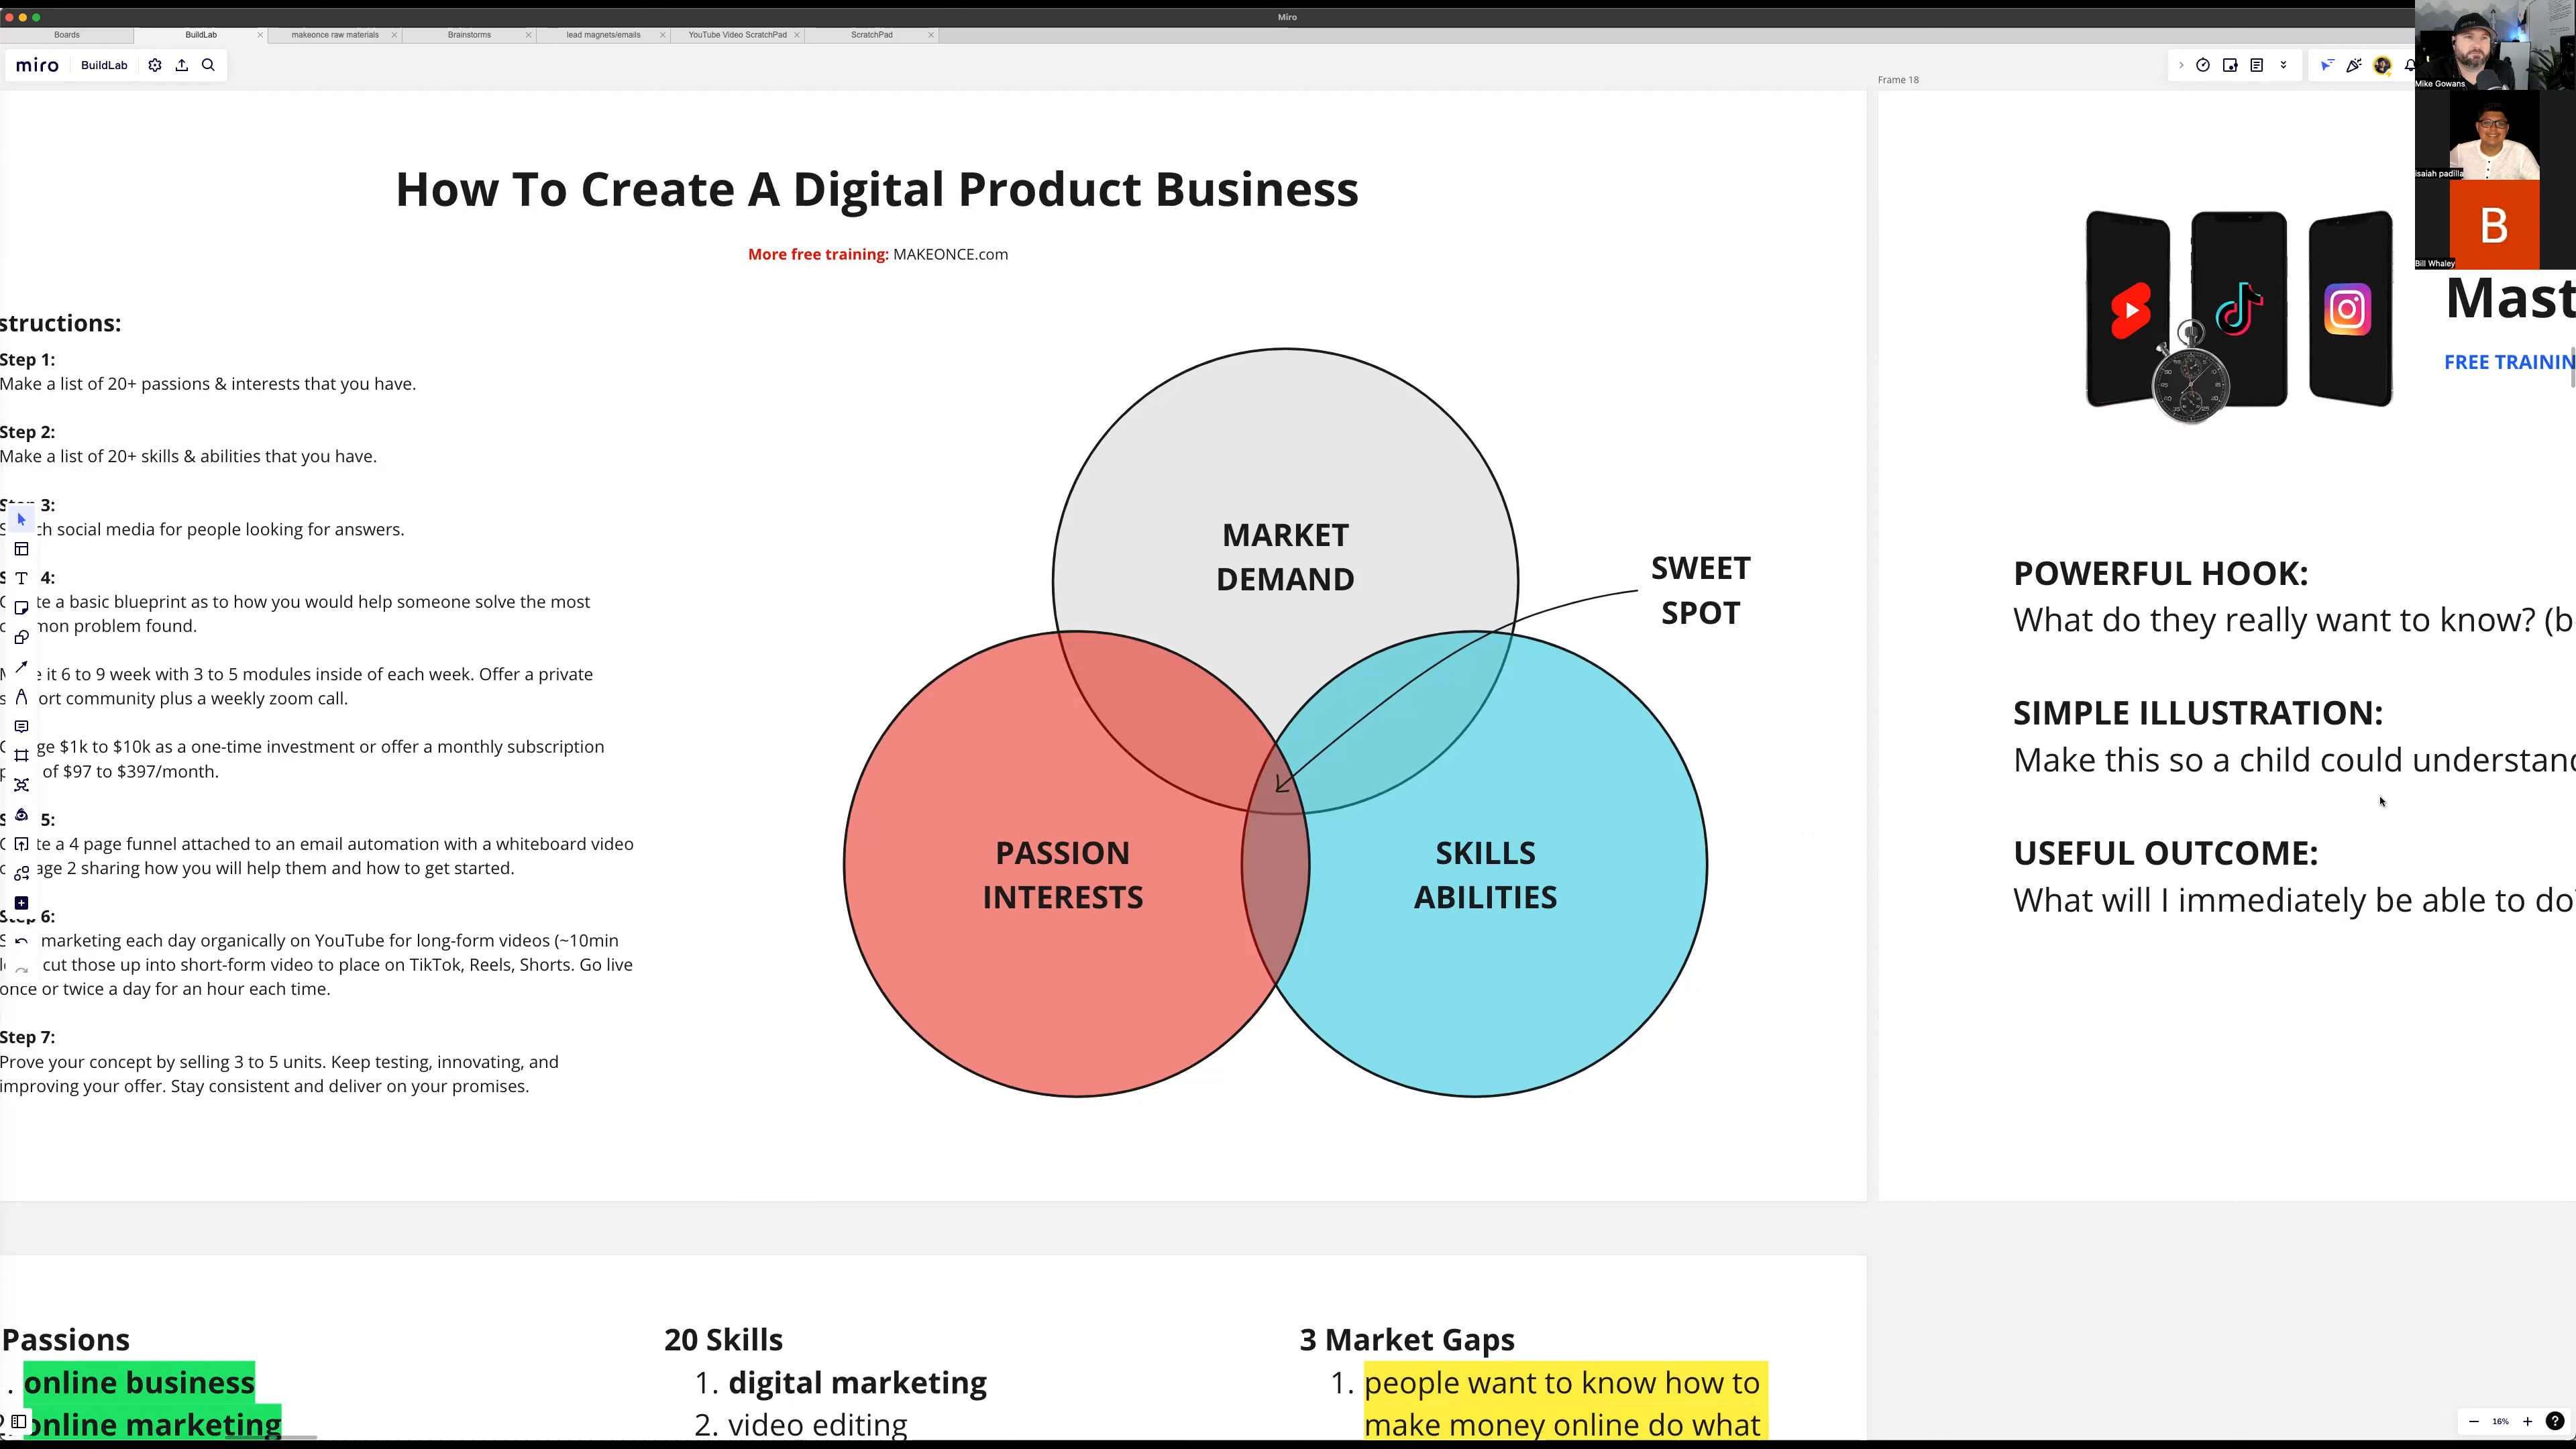 Miro
Boards
BuildLab
makeonce raw materials
Brainstorms
lead magnets/emails
YouTube Video ScratchPad
ScratchPad
miro
BuildLab
Mike Gowans
isaiah padilla
B
Bill Whaley
How To Create A Digital Product Business
More free training: MAKEONCE.com
structions:
Step 1:
Make a list of 20+ passions & interests that you have.
Step 2:
Make a list of 20+ skills & abilities that you have.
3:
ch social media for people looking for answers.
4:
te a basic blueprint as to how you would help someone solve the most
mon problem found.
e it 6 to 9 week with 3 to 5 modules inside of each week. Offer a private
ort community plus a weekly zoom call.
ge $1k to $10k as a one-time investment or offer a monthly subscription
of $97 to $397/month.
5:
te a 4 page funnel attached to an email automation with a whiteboard video
age 2 sharing how you will help them and how to get started.
6:
marketing each day organically on YouTube for long-form videos (~10min
cut those up into short-form video to place on TikTok, Reels, Shorts. Go live
once or twice a day for an hour each time.
Step 7:
Prove your concept by selling 3 to 5 units. Keep testing, innovating, and
improving your offer. Stay consistent and deliver on your promises.
MARKET
DEMAND
SWEET
SPOT
PASSION
INTERESTS
SKILLS
ABILITIES
Frame 18
Mast
FREE TRAININ
POWERFUL HOOK:
What do they really want to know? (b
SIMPLE ILLUSTRATION:
Make this so a child could understand
USEFUL OUTCOME:
What will I immediately be able to do
Passions
. online business
online marketing
20 Skills
1. digital marketing
2. video editing
3 Market Gaps
1. people want to know how to
make money online do what
16%